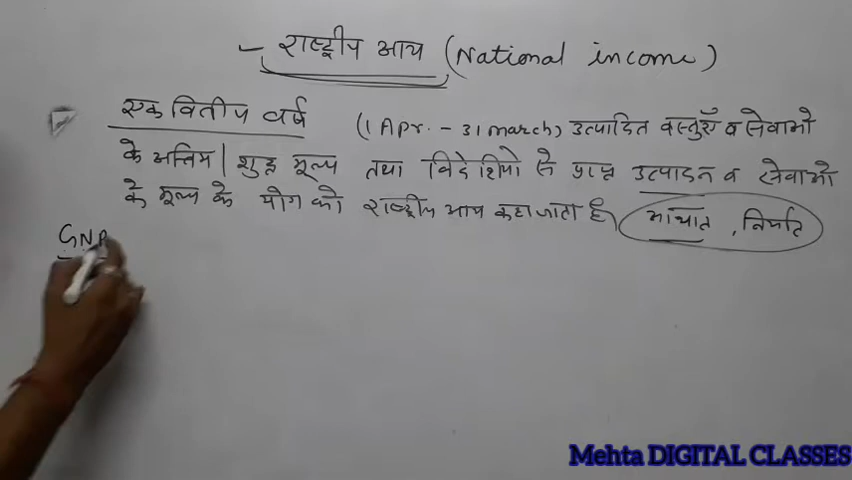 – राष्ट्रीय आय (National income)
एक वितीय वर्ष (1 Apr. - 31 march) उत्पादित वस्तुएँ व सेवाओ
के अन्तिम | शुद्ध मूल्य तथा विदेशियो से प्राप्त उत्पादन व सेवाओ
के मूल्य के योग को राष्ट्रीय आय कहा जाता है। आयात , निर्यात
GNP
Mehta DIGITAL CLASSES